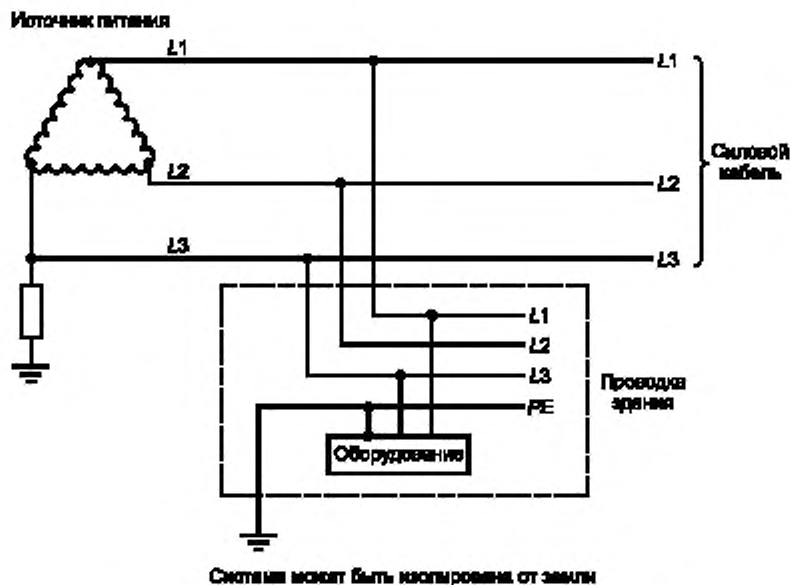 Источник питания
L1
L1
Силовой
кабель
L2
L2
L3
L3
L1
L2
L3
Проводка
здания
PE
Оборудование
Система может быть изолирована от земли